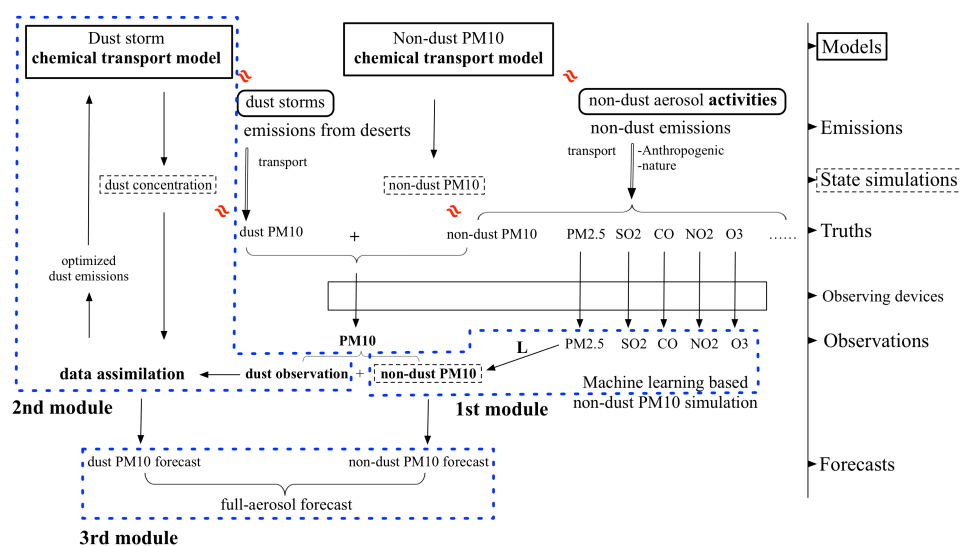 Dust storm
chemical transport model
Non-dust PM10
chemical transport model
Models
dust storms
non-dust aerosol activities
emissions from deserts
non-dust emissions
Emissions
transport
transport
-Anthropogenic
-nature
dust concentration
non-dust PM10
State simulations
dust PM10
+
non-dust PM10
PM2.5
SO2
CO
NO2
O3
......
Truths
optimized
dust emissions
Observing devices
PM10
L
PM2.5
SO2
CO
NO2
O3
Observations
data assimilation
dust observation
+
non-dust PM10
Machine learning based
non-dust PM10 simulation
2nd module
1st module
dust PM10 forecast
non-dust PM10 forecast
Forecasts
full-aerosol forecast
3rd module